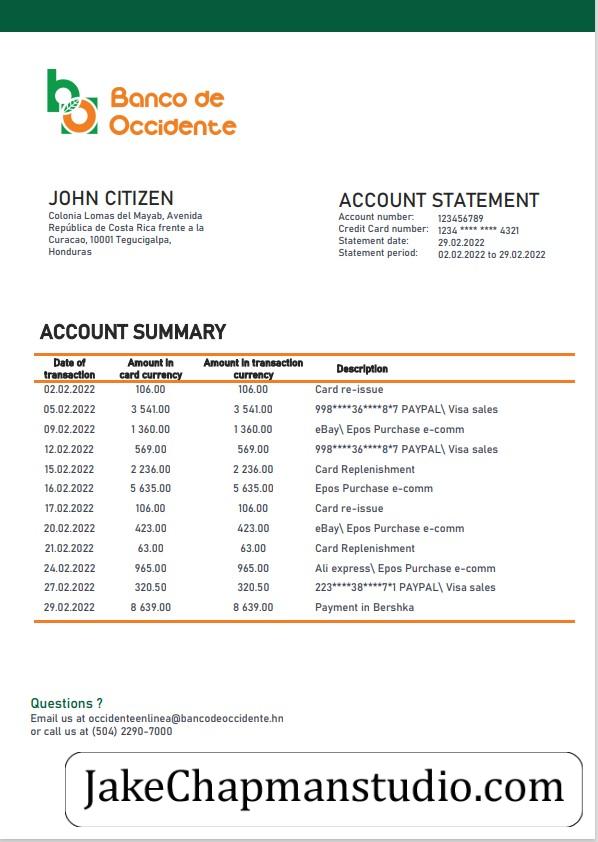 Banco de
Occidente
JOHN CITIZEN
Colonia Lomas del Mayab, Avenida
República de Costa Rica frente a la
Curacao, 10001 Tegucigalpa,
Honduras
ACCOUNT STATEMENT
Account number: 123456789
Credit Card number: 1234 **** **** 4321
Statement date: 29.02.2022
Statement period: 02.02.2022 to 29.02.2022
ACCOUNT SUMMARY
Date of transaction Amount in card currency Amount in transaction currency Description
02.02.2022 106.00 106.00 Card re-issue
05.02.2022 3 541.00 3 541.00 998****36****8*7 PAYPAL\ Visa sales
09.02.2022 1 360.00 1 360.00 eBay\ Epos Purchase e-comm
12.02.2022 569.00 569.00 998****36****8*7 PAYPAL\ Visa sales
15.02.2022 2 236.00 2 236.00 Card Replenishment
16.02.2022 5 635.00 5 635.00 Epos Purchase e-comm
17.02.2022 106.00 106.00 Card re-issue
20.02.2022 423.00 423.00 eBay\ Epos Purchase e-comm
21.02.2022 63.00 63.00 Card Replenishment
24.02.2022 965.00 965.00 Ali express\ Epos Purchase e-comm
27.02.2022 320.50 320.50 223****38****7*1 PAYPAL\ Visa sales
29.02.2022 8 639.00 8 639.00 Payment in Bershka
Questions ?
Email us at occidenteenlinea@bancodeoccidente.hn
or call us at (504) 2290-7000
JakeChapmanstudio.com